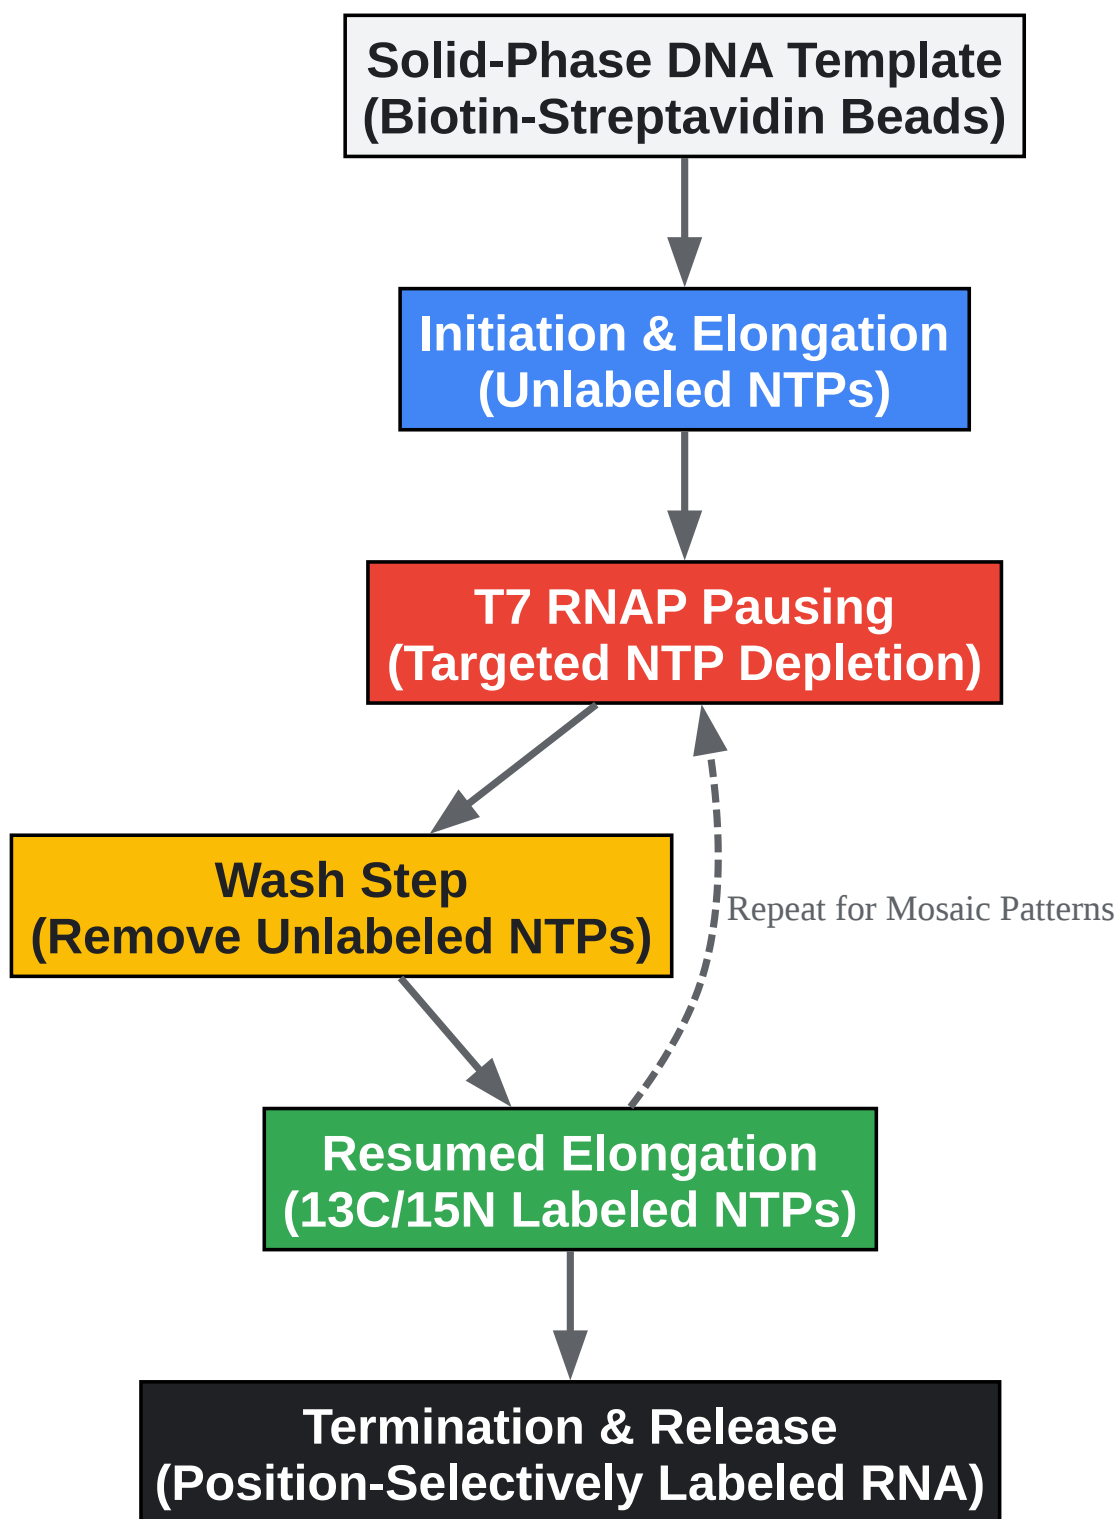 Solid-Phase DNA Template
(Biotin-Streptavidin Beads)
Initiation & Elongation
(Unlabeled NTPs)
T7 RNAP Pausing
(Targeted NTP Depletion)
Wash Step
(Remove Unlabeled NTPs)
Repeat for Mosaic Patterns
Resumed Elongation
(13C/15N Labeled NTPs)
Termination & Release
(Position-Selectively Labeled RNA)